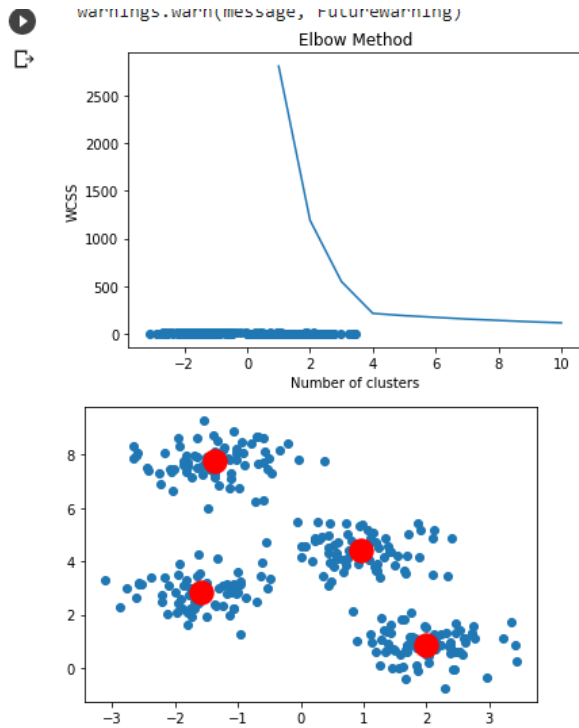 warnings.warn(message, FutureWarning)
Elbow Method
2500
2000
1500
1000
500
0
WCSS
−2 0 2 4 6 8 10
Number of clusters
8
6
4
2
0
−3 −2 −1 0 1 2 3